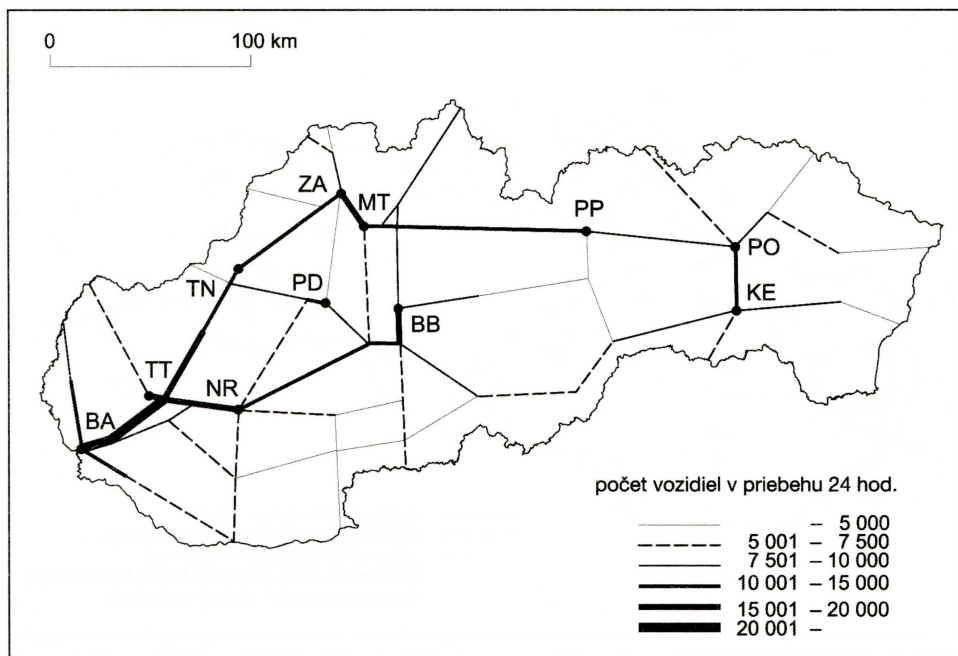 0 100 km
ZA
MT
PP
PO
TN
PD
KE
BB
TT
NR
BA
počet vozidiel v priebehu 24 hod.
– 5 000
5 001 – 7 500
7 501 – 10 000
10 001 – 15 000
15 001 – 20 000
20 001 –